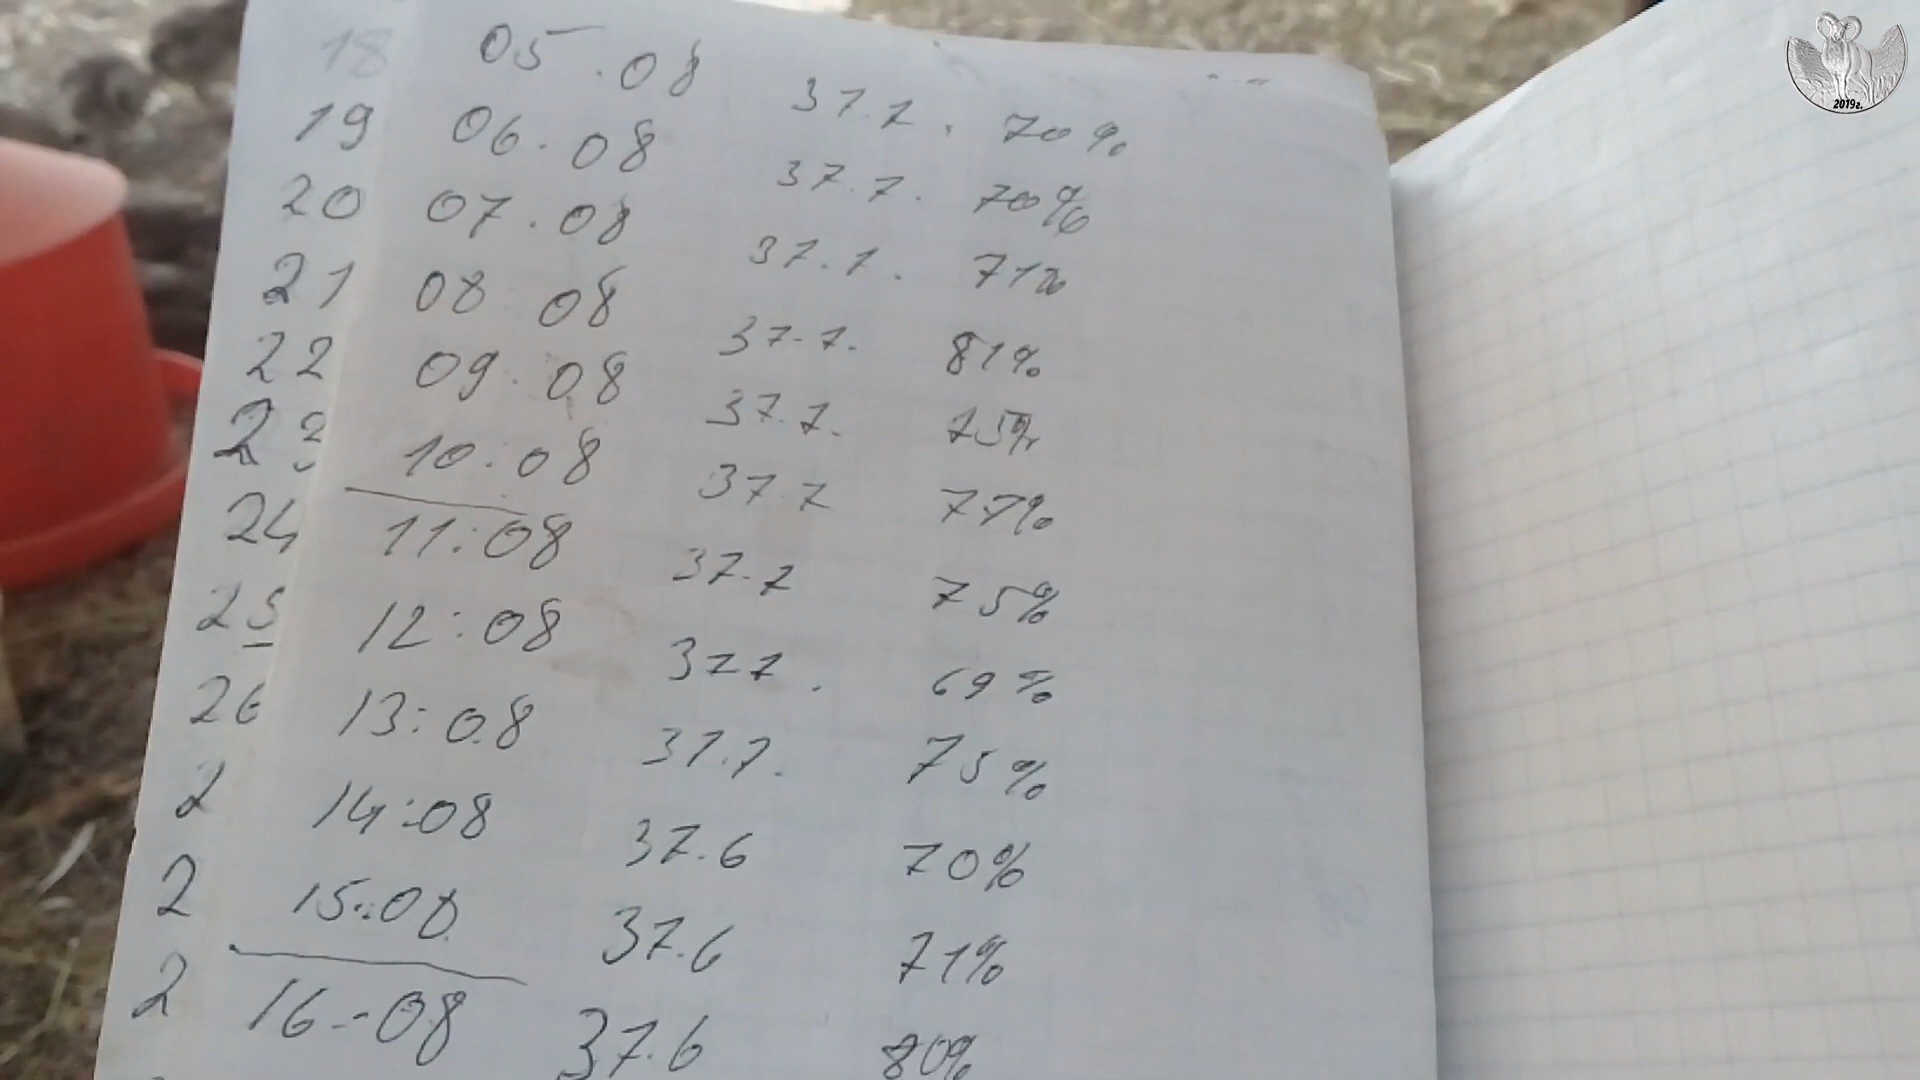 18 05.08 37.7. 70%
19 06.08 37.7. 70%
20 07.08 37.7. 71%
21 08 08 37.7. 81%
22 09.08 37.7. 75%
23 10:08 37.7 77%
24 11:08 37.7 75%
25 12:08 377. 69%
26 13:08 37.7. 75%
2 14:08 37.6 70%
2 15:08 37.6 71%
2 16-08 37.6 80%
2019г.